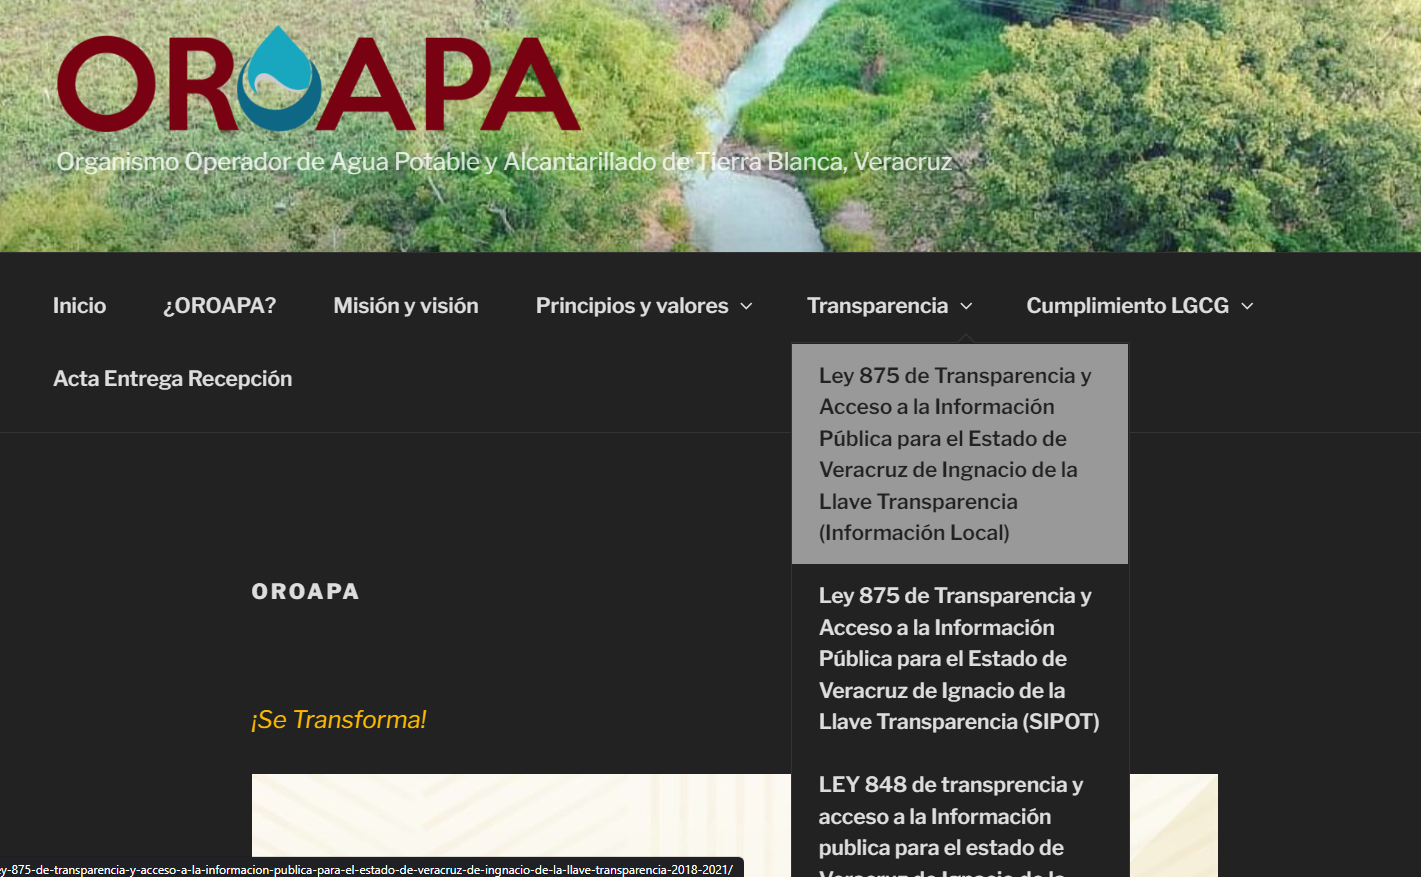 OROAPA
Organismo Operador de Agua Potable y Alcantarillado de Tierra Blanca, Veracruz
Inicio
¿OROAPA?
Misión y visión
Principios y valores
Transparencia
Cumplimiento LGCG
Acta Entrega Recepción
Ley 875 de Transparencia y
Acceso a la Información
Pública para el Estado de
Veracruz de Ingnacio de la
Llave Transparencia
(Información Local)
Ley 875 de Transparencia y
Acceso a la Información
Pública para el Estado de
Veracruz de Ignacio de la
Llave Transparencia (SIPOT)
LEY 848 de transprencia y
acceso a la Información
publica para el estado de
Veracruz de Ignacio de la
OROAPA
¡Se Transforma!
y-875-de-transparencia-y-acceso-a-la-informacion-publica-para-el-estado-de-veracruz-de-ingnacio-de-la-llave-transparencia-2018-2021/